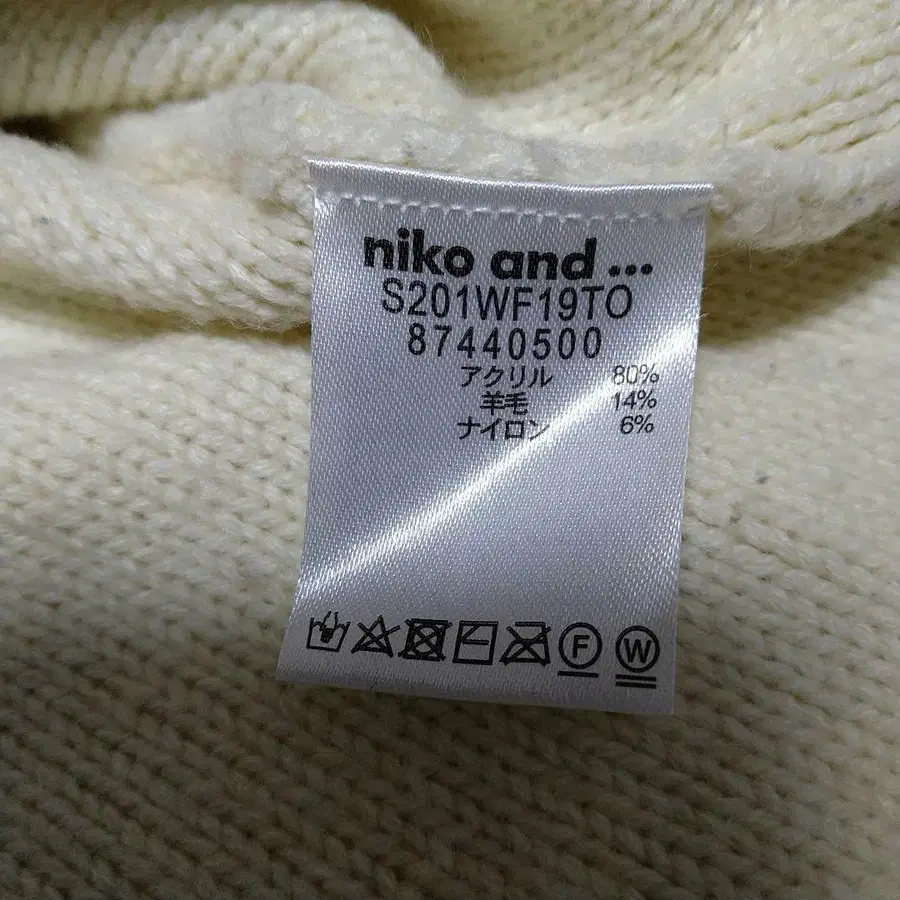 niko and ...
S201WF19TO
87440500
アクリル 80%
羊毛 14%
ナイロン 6%
F W